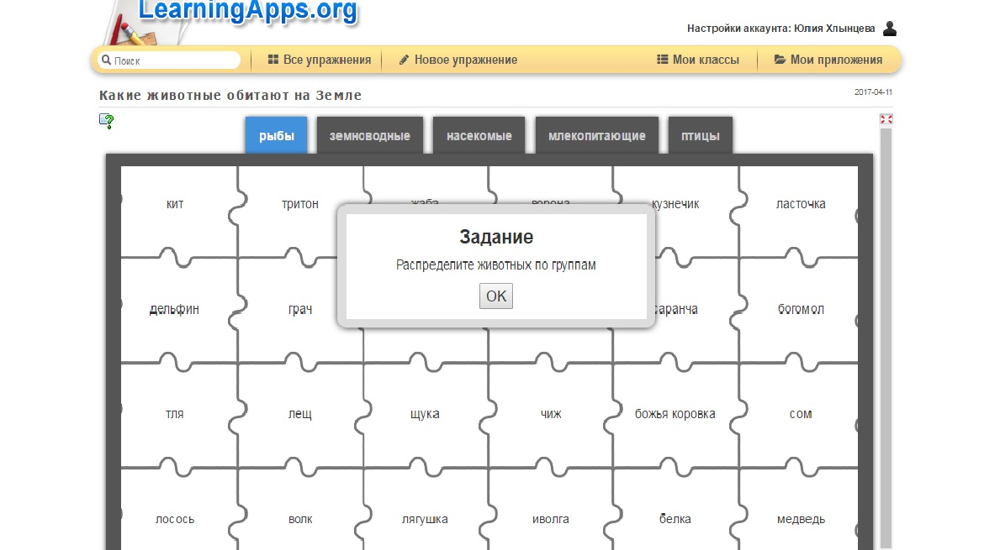 LearningApps.org
Настройки аккаунта: Юлия Хлынцева
Поиск
Все упражнения
Новое упражнение
Мои классы
Мои приложения
Какие животные обитают на Земле
2017-04-11
рыбы
земноводные
насекомые
млекопитающие
птицы
кит
тритон
жаба
ворона
кузнечик
ласточка
Задание
Распределите животных по группам
OK
дельфин
грач
саранча
богомол
тля
лещ
щука
чиж
божья коровка
сом
лосось
волк
лягушка
иволга
белка
медведь